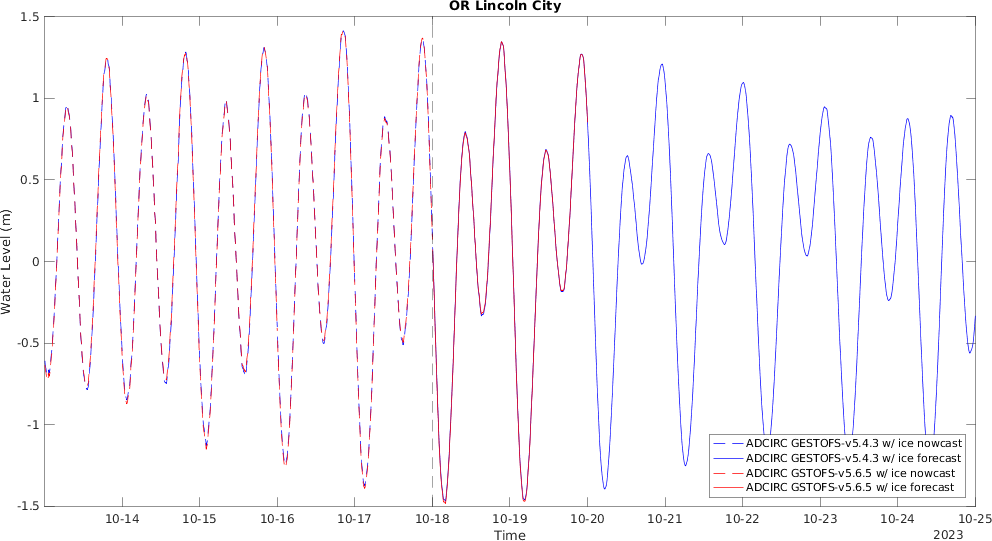 OR Lincoln City
1.5
1
0.5
0
-0.5
-1
-1.5
Water Level (m)
ADCIRC GESTOFS-v5.4.3 w/ ice nowcast
ADCIRC GESTOFS-v5.4.3 w/ ice forecast
ADCIRC GSTOFS-v5.6.5 w/ ice nowcast
ADCIRC GSTOFS-v5.6.5 w/ ice forecast
10-14 10-15 10-16 10-17 10-18 10-19 10-20 10-21 10-22 10-23 10-24 10-25
Time
2023